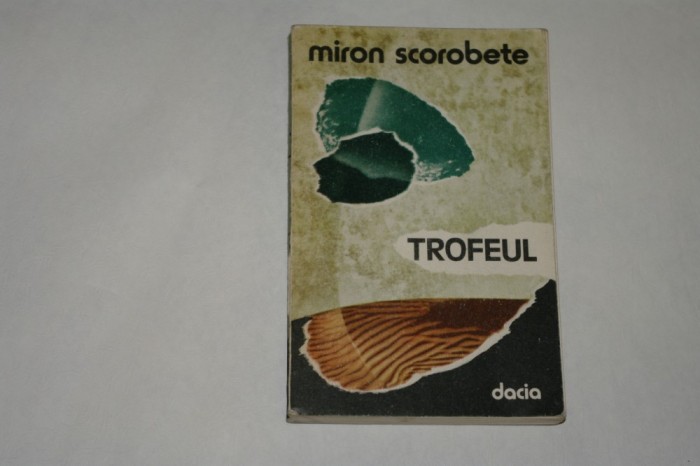 miron scorobete
TROFEUL
dacia